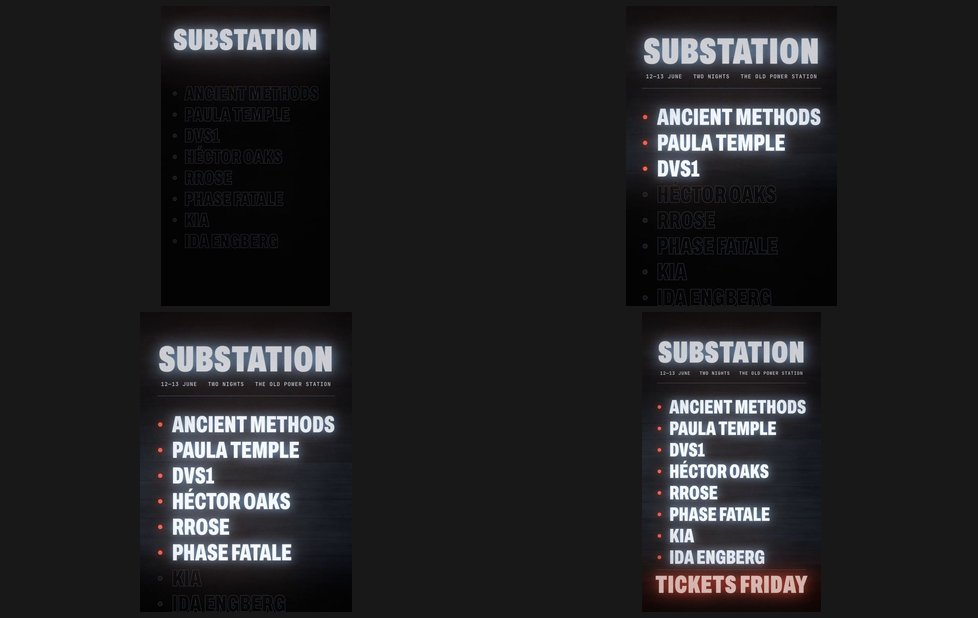 SUBSTATION
ANCIENT METHODS
PAULA TEMPLE
DVS1
HÉCTOR OAKS
RROSE
PHASE FATALE
KIA
IDA ENGBERG
SUBSTATION
12–13 JUNE TWO NIGHTS THE OLD POWER STATION
ANCIENT METHODS
PAULA TEMPLE
DVS1
HÉCTOR OAKS
RROSE
PHASE FATALE
KIA
IDA ENGBERG
SUBSTATION
12–13 JUNE TWO NIGHTS THE OLD POWER STATION
ANCIENT METHODS
PAULA TEMPLE
DVS1
HÉCTOR OAKS
RROSE
PHASE FATALE
KIA
IDA ENGBERG
SUBSTATION
12–13 JUNE TWO NIGHTS THE OLD POWER STATION
ANCIENT METHODS
PAULA TEMPLE
DVS1
HÉCTOR OAKS
RROSE
PHASE FATALE
KIA
IDA ENGBERG
TICKETS FRIDAY